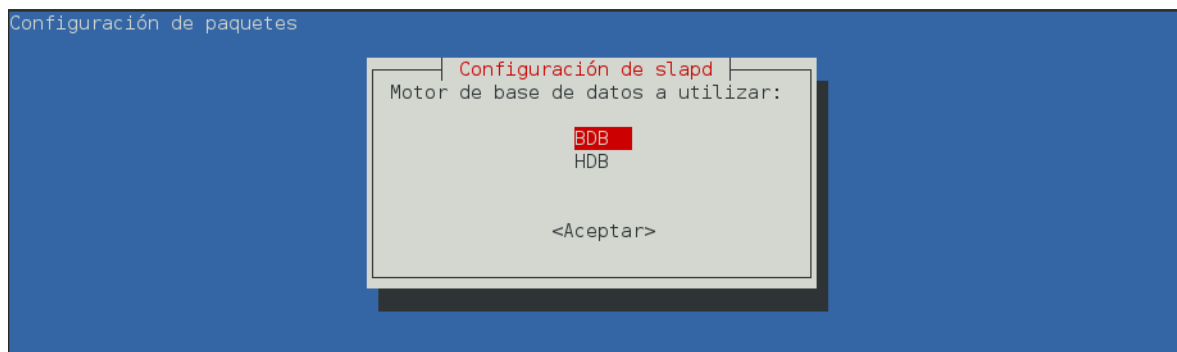 Configuración de paquetes
Configuración de slapd
Motor de base de datos a utilizar:
BDB
HDB
<Aceptar>